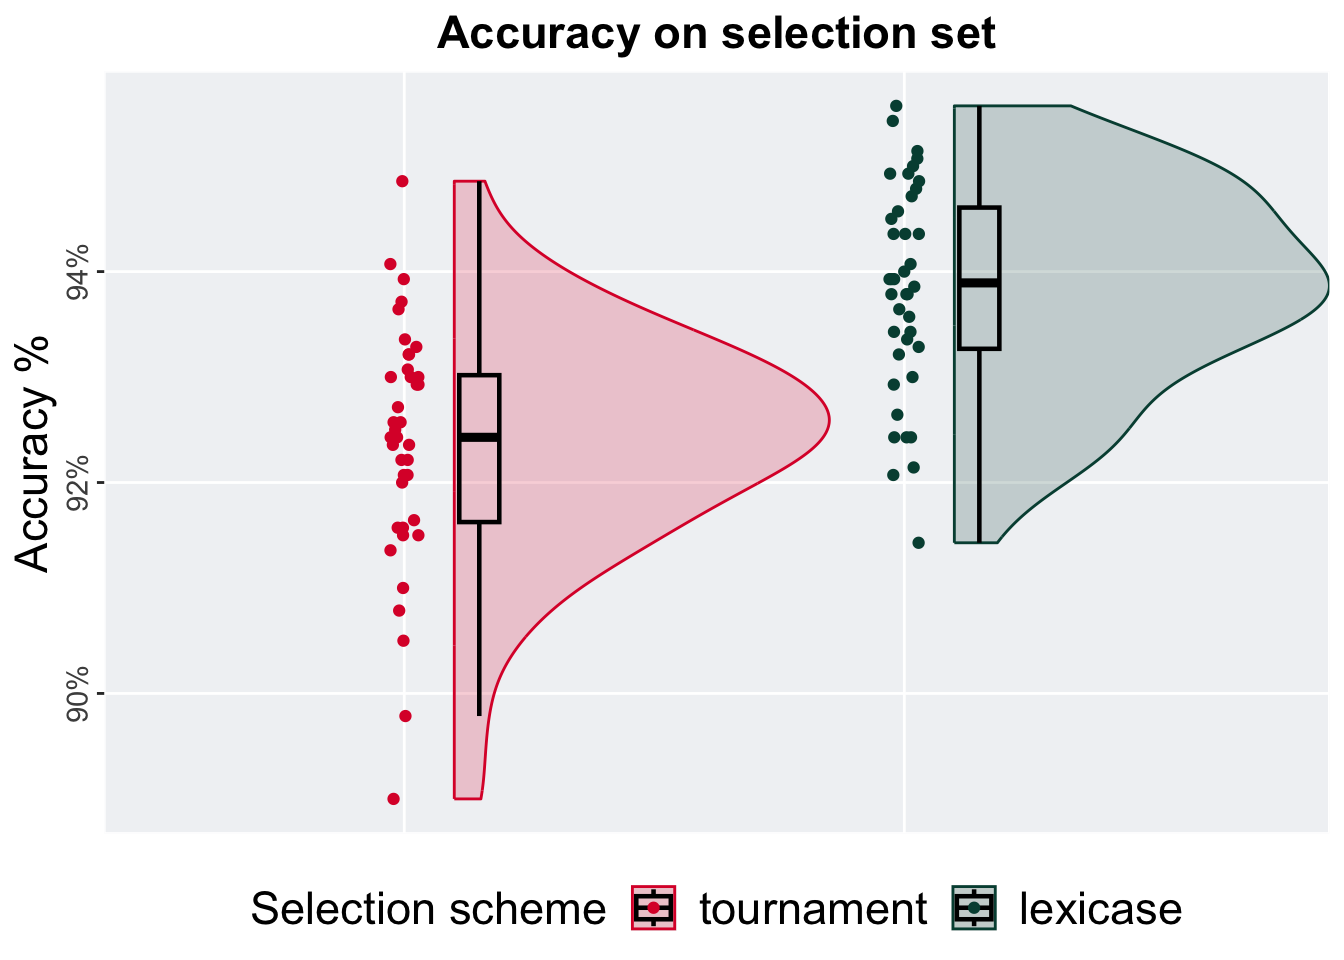 Accuracy on selection set
Accuracy %
94%
92%
90%
Selection scheme tournament lexicase